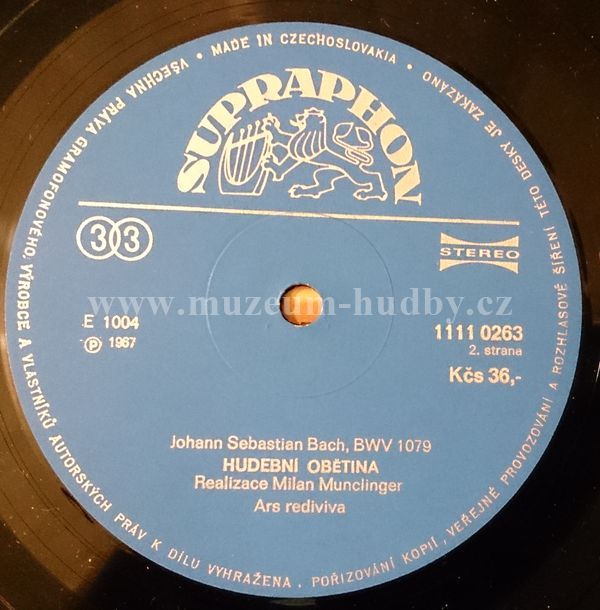 VŠECHNA PRÁVA GRAMOFONOVÉHO VÝROBCE A VLASTNÍKŮ AUTORSKÝCH PRÁV K DÍLU VYHRAŽENA. POŘIZOVÁNÍ KOPIÍ, VEŘEJNÉ PROVOZOVÁNÍ A ROZHLASOVÉ ŠÍŘENÍ TÉTO DESKY JE ZAKÁZÁNO • MADE IN CZECHOSLOVAKIA •
SUPRAPHON
33
STEREO
www.muzeum-hudby.cz
E 1004
Ⓟ 1967
1111 0263
2. strana
Kčs 36,-
Johann Sebastian Bach, BWV 1079
HUDEBNÍ OBĚTINA
Realizace Milan Munclinger
Ars rediviva